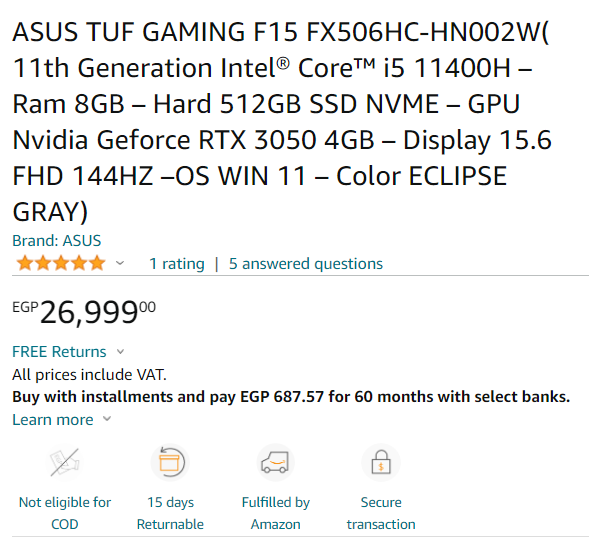 ASUS TUF GAMING F15 FX506HC-HN002W(
11th Generation Intel® Core™ i5 11400H –
Ram 8GB – Hard 512GB SSD NVME – GPU
Nvidia Geforce RTX 3050 4GB – Display 15.6
FHD 144HZ –OS WIN 11 – Color ECLIPSE
GRAY)
Brand: ASUS
1 rating | 5 answered questions
EGP26,99900
FREE Returns
All prices include VAT.
Buy with installments and pay EGP 687.57 for 60 months with select banks.
Learn more
Not eligible for COD
15 days Returnable
Fulfilled by Amazon
Secure transaction